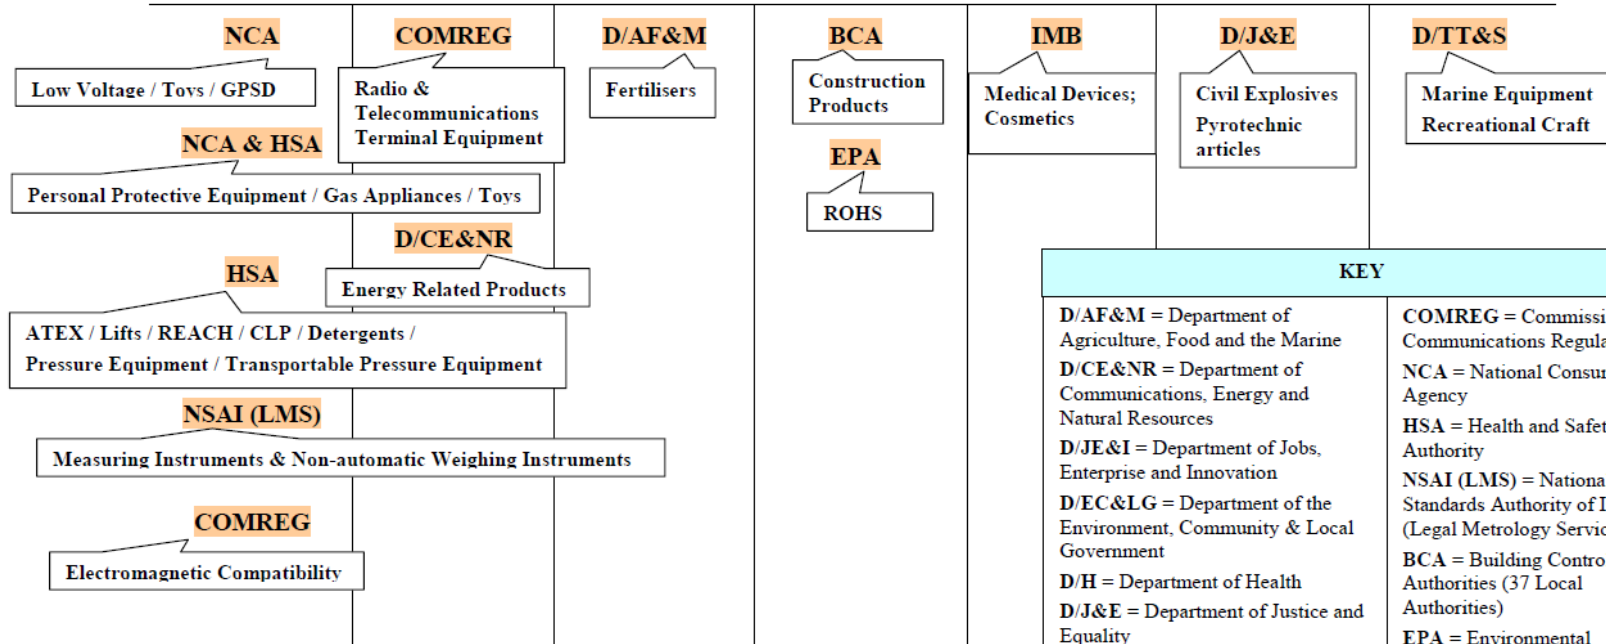 NCA
Low Voltage / Toys / GPSD
NCA & HSA
Personal Protective Equipment / Gas Appliances / Toys
HSA
ATEX / Lifts / REACH / CLP / Detergents /
Pressure Equipment / Transportable Pressure Equipment
NSAI (LMS)
Measuring Instruments & Non-automatic Weighing Instruments
COMREG
Electromagnetic Compatibility
COMREG
Radio &
Telecommunications
Terminal Equipment
D/CE&NR
Energy Related Products
D/AF&M
Fertilisers
BCA
Construction
Products
EPA
ROHS
IMB
Medical Devices;
Cosmetics
D/J&E
Civil Explosives
Pyrotechnic
articles
D/TT&S
Marine Equipment
Recreational Craft
KEY
D/AF&M = Department of
Agriculture, Food and the Marine
D/CE&NR = Department of
Communications, Energy and
Natural Resources
D/JE&I = Department of Jobs,
Enterprise and Innovation
D/EC&LG = Department of the
Environment, Community & Local
Government
D/H = Department of Health
D/J&E = Department of Justice and
Equality
COMREG =
Communications
NCA = National
Agency
HSA = Health and
Authority
NSAI (LMS) =
Standards Authority of
(Legal Metrology
BCA = Building
Authorities (37 Local
Authorities)
EPA = Environmental